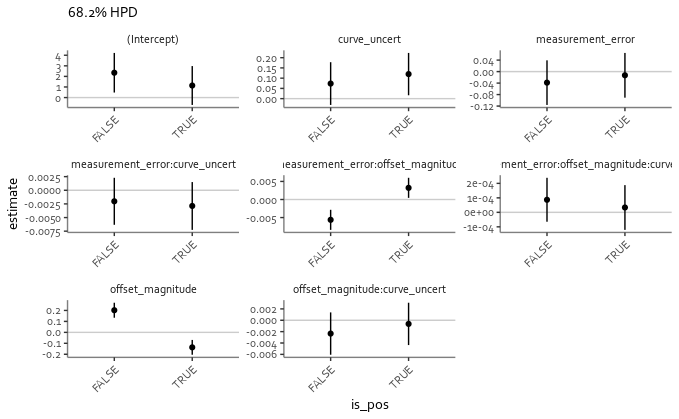 68.2% HPD
(Intercept)
curve_uncert
measurement_error
4
3
2
1
0
0.20
0.15
0.10
0.05
0.00
0.04
0.00
-0.04
-0.08
-0.12
FALSE
TRUE
FALSE
TRUE
FALSE
TRUE
measurement_error:curve_uncert
easurement_error:offset_magnituc
ment_error:offset_magnitude:curve
0.0025
0.0000
-0.0025
-0.0050
-0.0075
0.005
0.000
-0.005
2e-04
1e-04
0e+00
-1e-04
FALSE
TRUE
FALSE
TRUE
FALSE
TRUE
estimate
offset_magnitude
offset_magnitude:curve_uncert
0.2
0.1
0.0
-0.1
-0.2
0.002
0.000
-0.002
-0.004
-0.006
FALSE
TRUE
FALSE
TRUE
is_pos